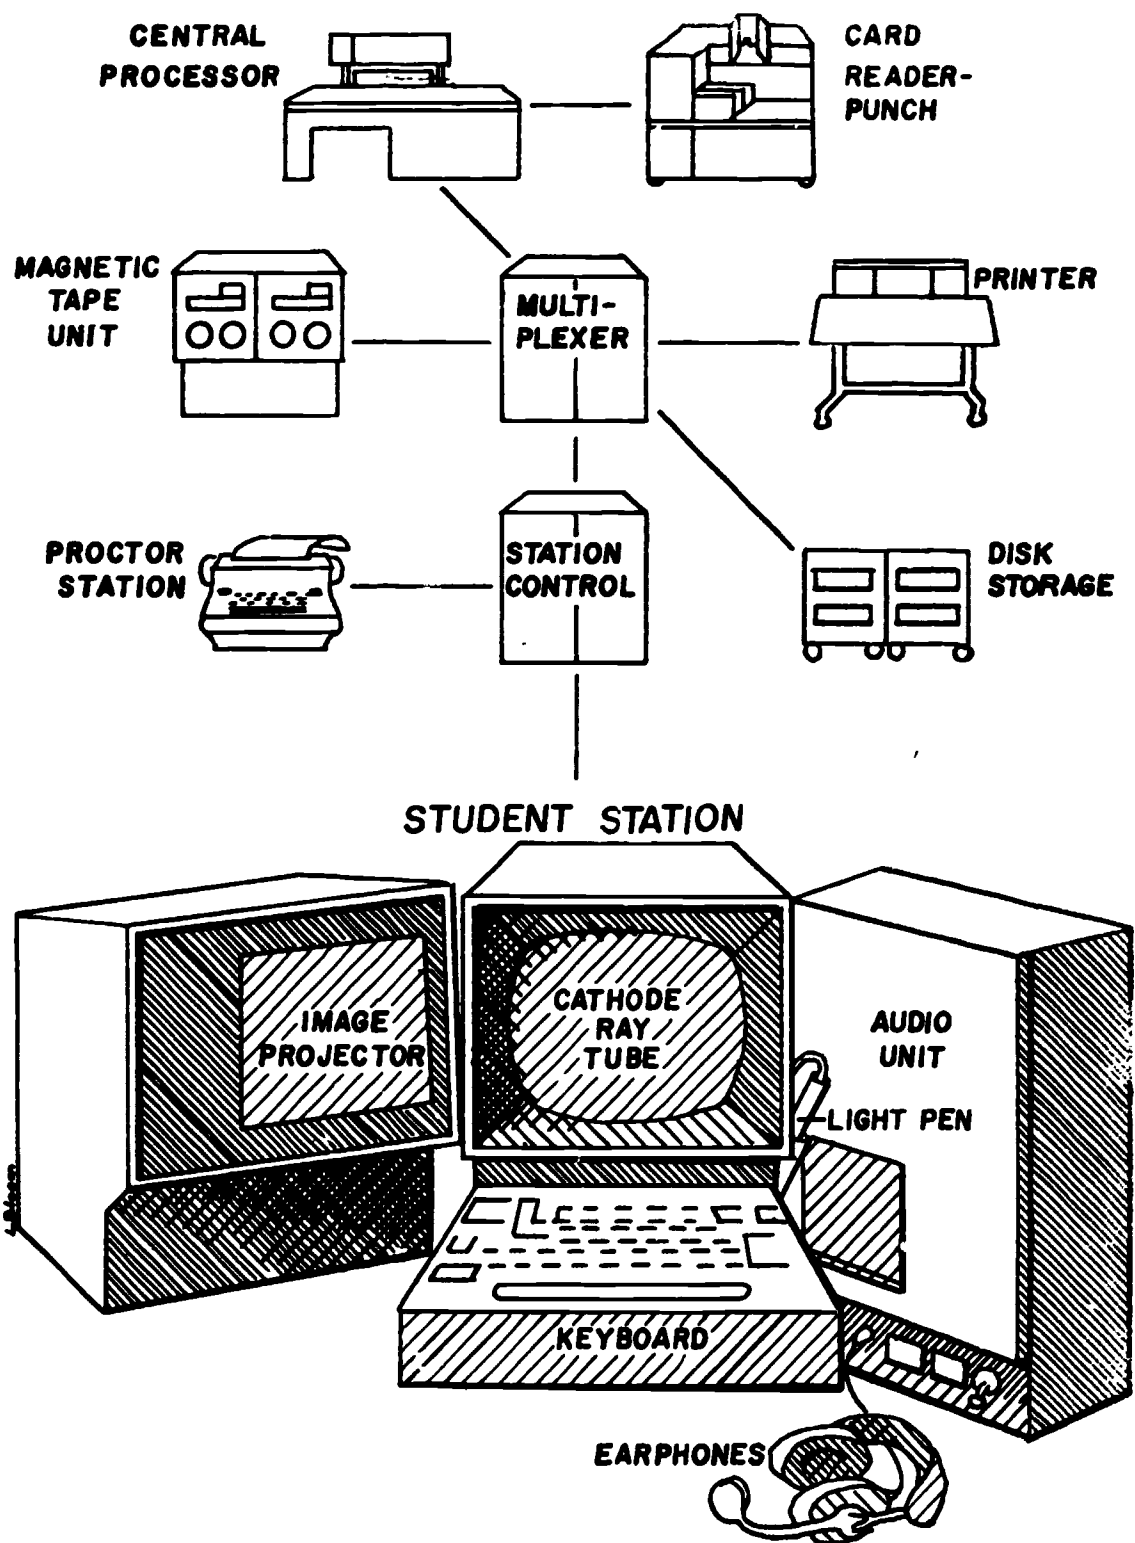 CENTRAL
PROCESSOR
CARD
READER-
PUNCH
MAGNETIC
TAPE
UNIT
MULTI-
PLEXER
PRINTER
PROCTOR
STATION
STATION
CONTROL
DISK
STORAGE
STUDENT STATION
IMAGE
PROJECTOR
CATHODE
RAY
TUBE
AUDIO
UNIT
LIGHT PEN
KEYBOARD
EARPHONES